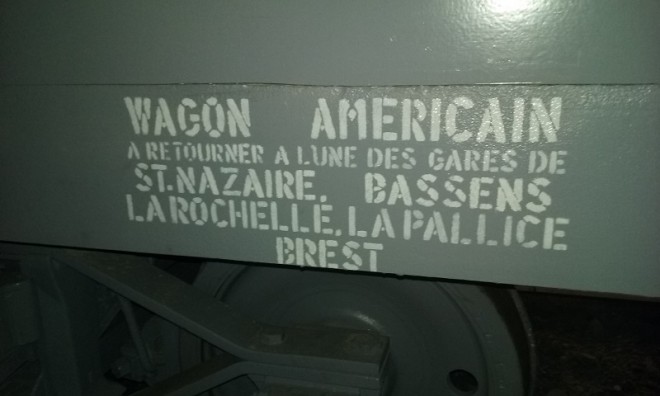 WAGON AMERICAIN
A RETOURNER A LUNE DES GARES DE
ST.NAZAIRE, BASSENS
LA ROCHELLE, LA PALLICE
BREST